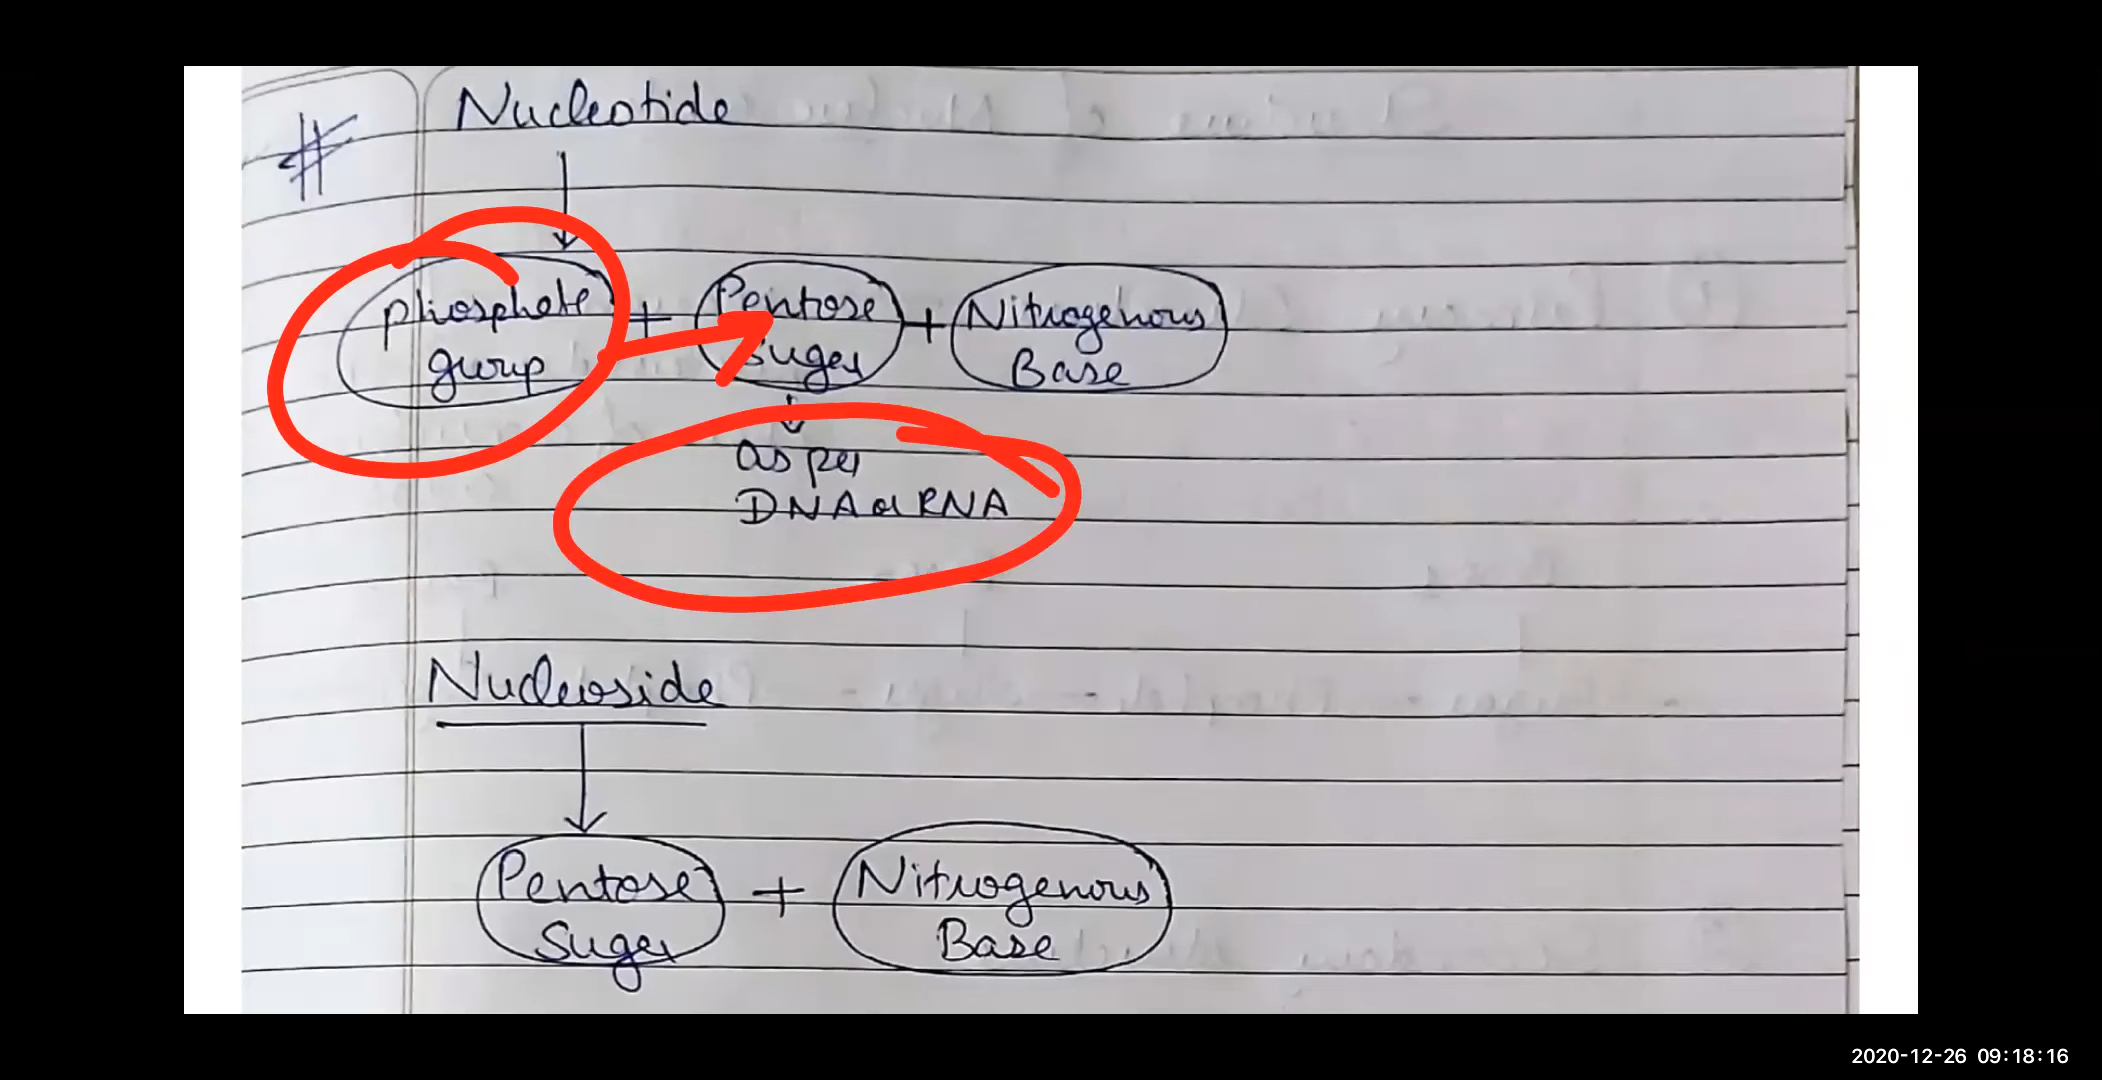 #
Nucleotide
Phosphate group + Pentose Sugar + Nitrogenous Base
as per
DNA or RNA
Nucleoside
Pentose Sugar + Nitrogenous Base
2020-12-26 09:18:16